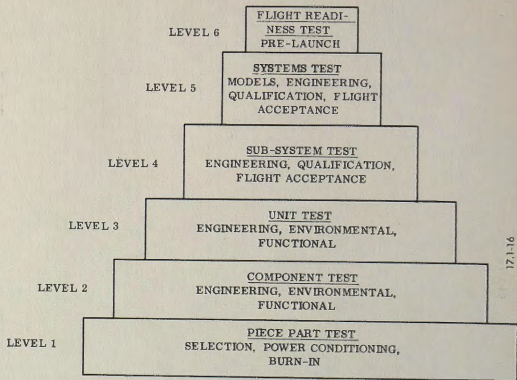 LEVEL 6
FLIGHT READI-
NESS TEST
PRE-LAUNCH
LEVEL 5
SYSTEMS TEST
MODELS, ENGINEERING,
QUALIFICATION, FLIGHT
ACCEPTANCE
LEVEL 4
SUB-SYSTEM TEST
ENGINEERING, QUALIFICATION,
FLIGHT ACCEPTANCE
LEVEL 3
UNIT TEST
ENGINEERING, ENVIRONMENTAL,
FUNCTIONAL
LEVEL 2
COMPONENT TEST
ENGINEERING, ENVIRONMENTAL,
FUNCTIONAL
LEVEL 1
PIECE PART TEST
SELECTION, POWER CONDITIONING,
BURN-IN
17.1-16